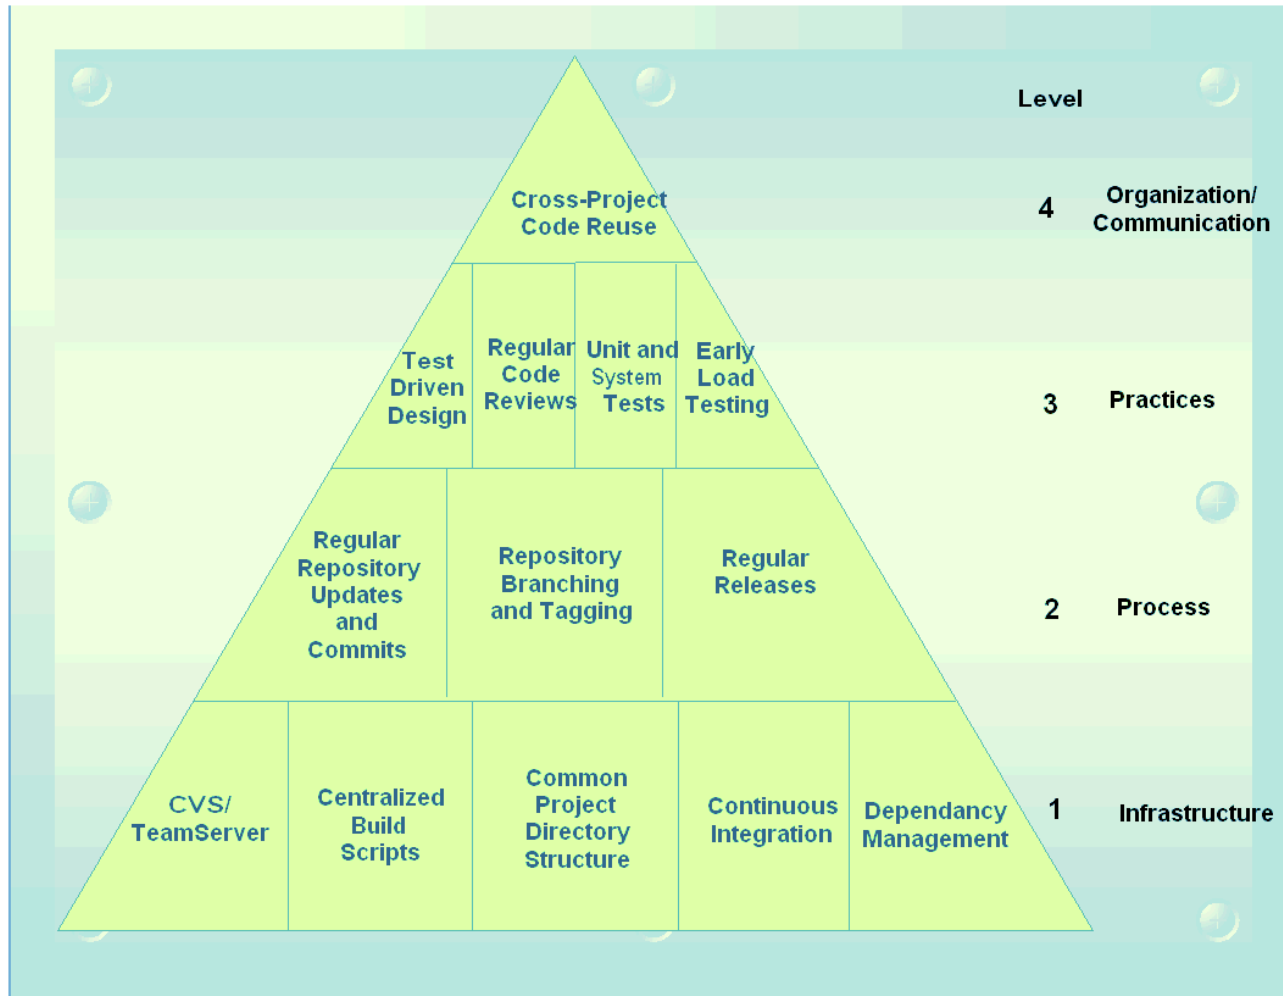 Level
Cross-Project
Code Reuse
4
Organization/
Communication
Test
Driven
Design
Regular
Code
Reviews
Unit and
System
Tests
Early
Load
Testing
3
Practices
Regular
Repository
Updates
and
Commits
Repository
Branching
and Tagging
Regular
Releases
2
Process
CVS/
TeamServer
Centralized
Build
Scripts
Common
Project
Directory
Structure
Continuous
Integration
Dependancy
Management
1
Infrastructure